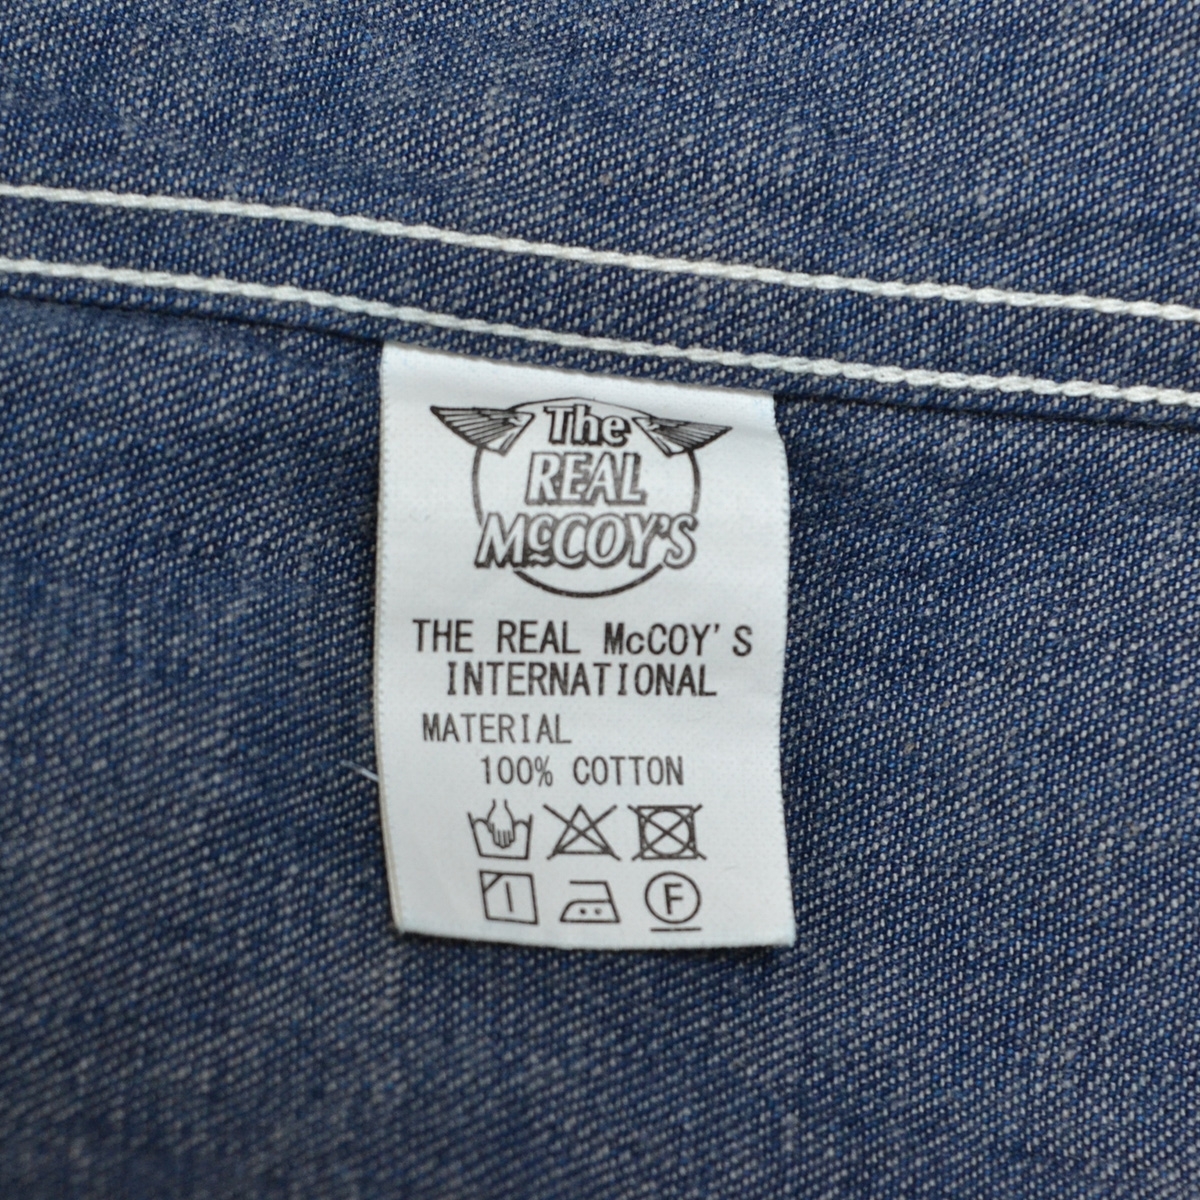 The
REAL
McCOY'S
THE REAL McCOY'S
INTERNATIONAL
MATERIAL
100% COTTON
F